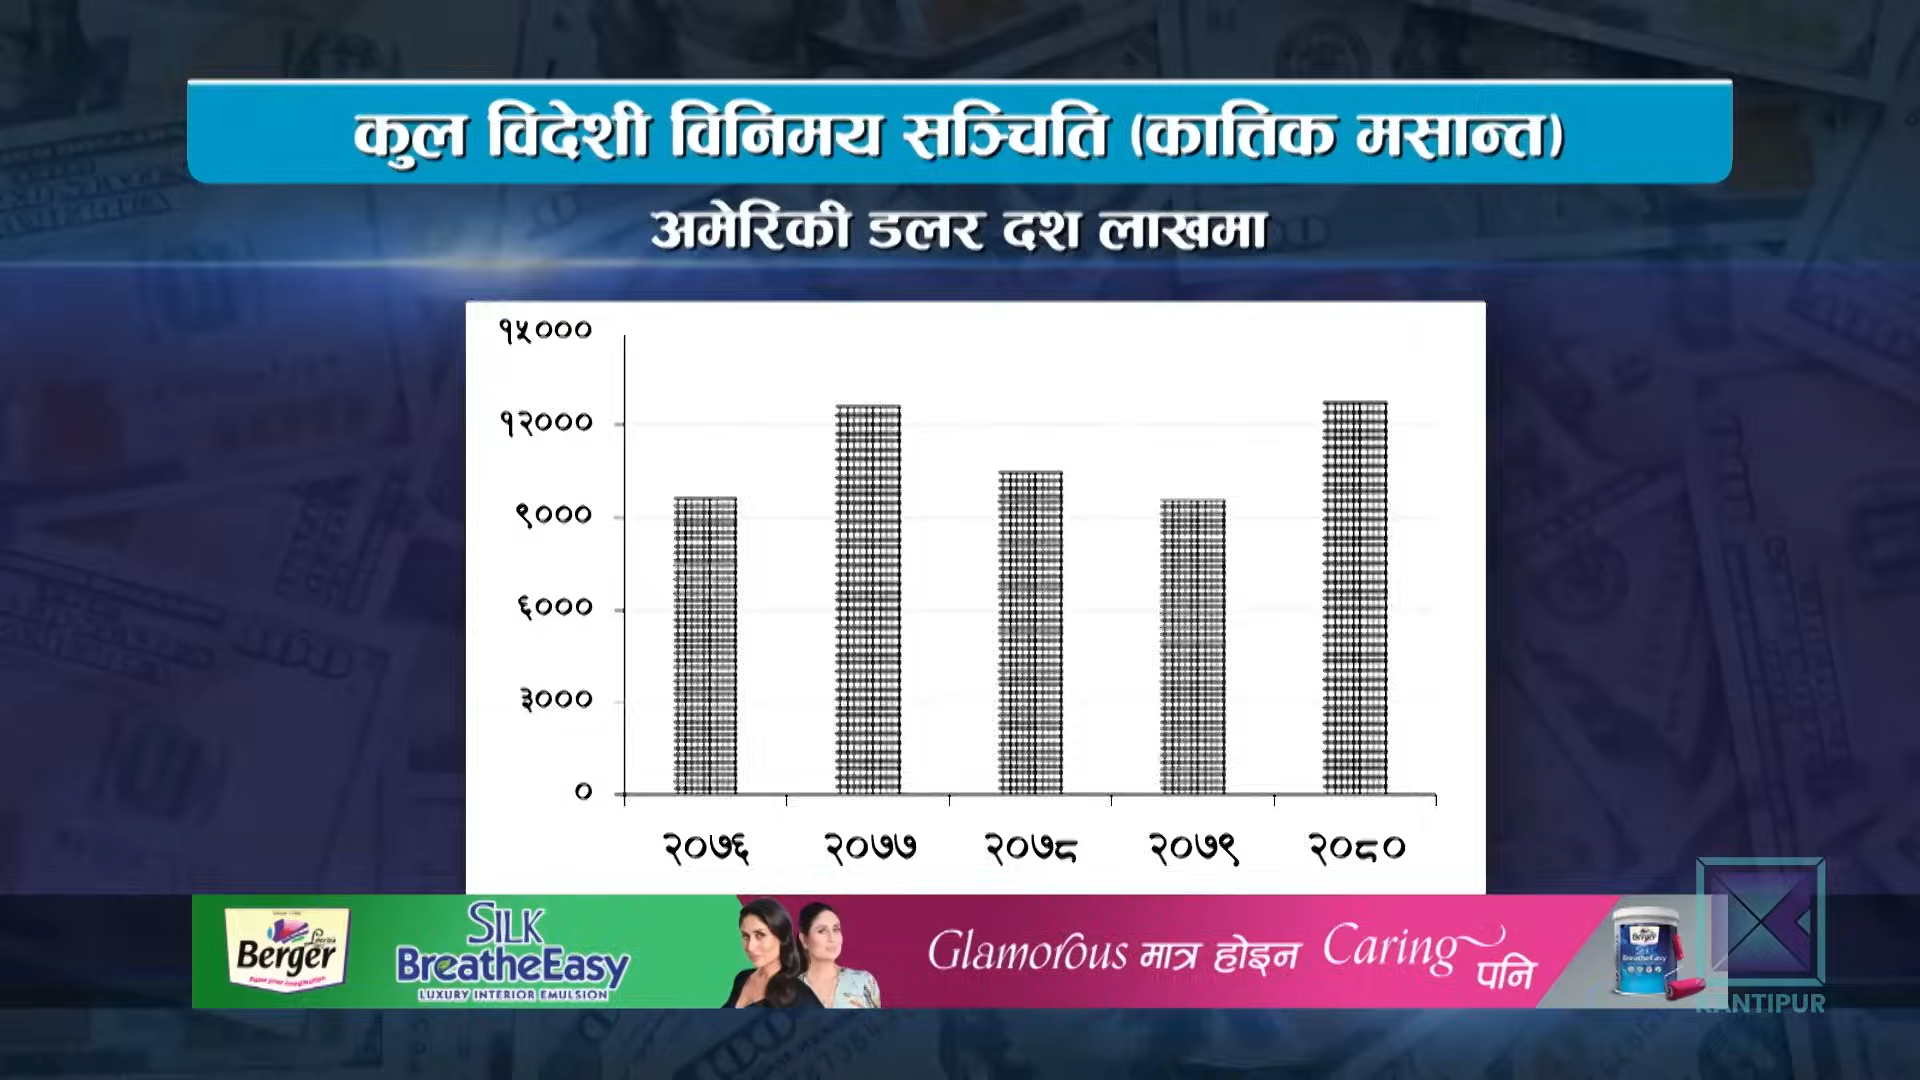 कुल विदेशी विनिमय सञ्चिति (कात्तिक मसान्त)
अमेरिकी डलर दश लाखमा
१५०००
१२०००
९०००
६०००
३०००
०
२०७६ २०७७ २०७८ २०७९ २०८०
Berger
SILK
BreatheEasy
LUXURY INTERIOR EMULSION
Glamorous मात्र होइन Caring पनि
KANTIPUR